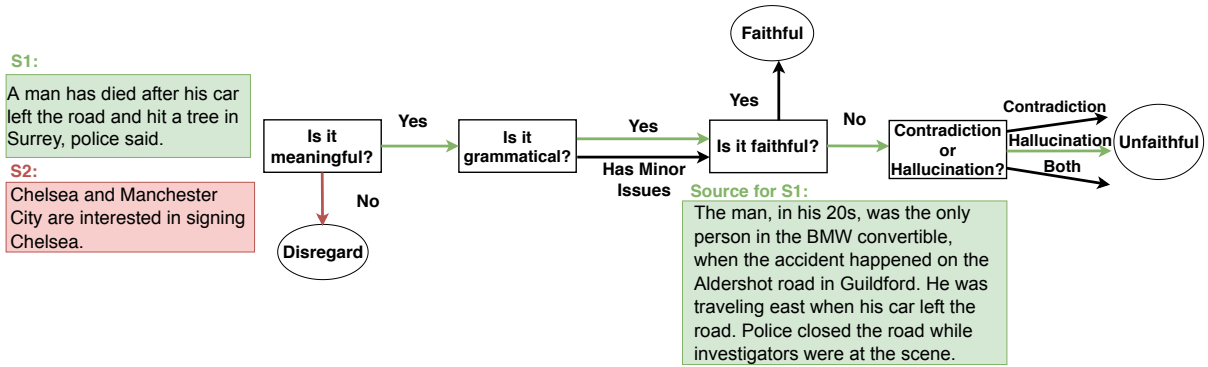 S1:
A man has died after his car
left the road and hit a tree in
Surrey, police said.
S2:
Chelsea and Manchester
City are interested in signing
Chelsea.
Is it
meaningful?
Yes
No
Disregard
Is it
grammatical?
Yes
Has Minor
Issues
Is it faithful?
Yes
Faithful
No
Contradiction
or
Hallucination?
Contradiction
Hallucination
Both
Unfaithful
Source for S1:
The man, in his 20s, was the only
person in the BMW convertible,
when the accident happened on the
Aldershot road in Guildford. He was
traveling east when his car left the
road. Police closed the road while
investigators were at the scene.